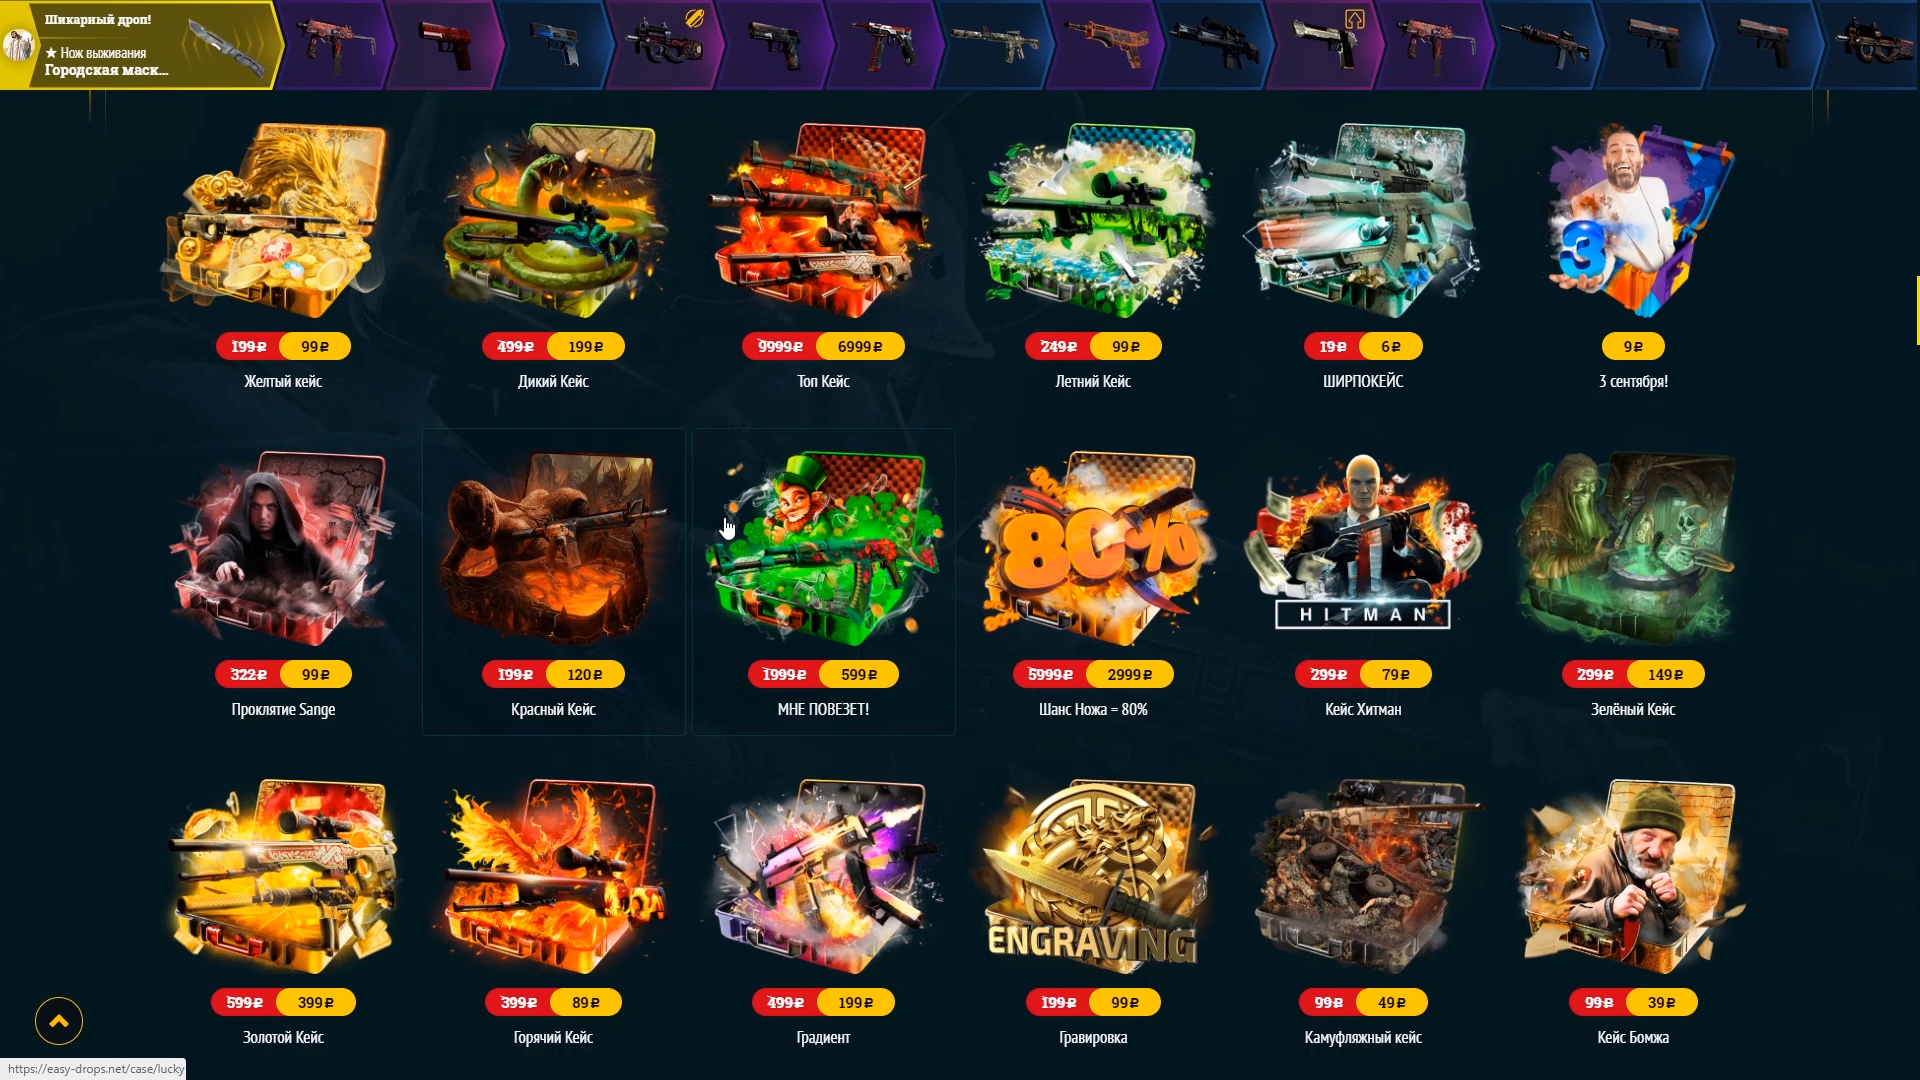 Шикарный дроп!
★ Нож выживания
Городская маск...
199₽ 99₽
499₽ 199₽
9999₽ 6999₽
249₽ 99₽
19₽ 6₽
3
9₽
Желтый кейс
Дикий Кейс
Топ Кейс
Летний Кейс
ШИРПОКЕЙС
3 сентября!
80%
80%
HITMAN
322₽ 99₽
199₽ 120₽
1999₽ 599₽
5999₽ 2999₽
299₽ 79₽
299₽ 149₽
Проклятие Sange
Красный Кейс
МНЕ ПОВЕЗЕТ!
Шанс Ножа = 80%
Кейс Хитман
Зелёный Кейс
ENGRAVING
599₽ 399₽
399₽ 89₽
499₽ 199₽
199₽ 99₽
99₽ 49₽
99₽ 39₽
Золотой Кейс
Горячий Кейс
Градиент
Гравировка
Камуфляжный кейс
Кейс Бомжа
https://easy-drops.net/case/lucky